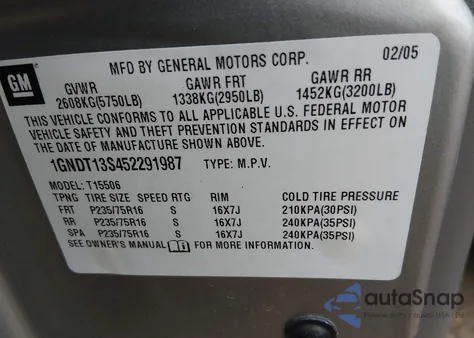 MFD BY GENERAL MOTORS CORP. 02/05
GM
GVWR GAWR FRT GAWR RR
2608KG(5750LB) 1338KG(2950LB) 1452KG(3200LB)
THIS VEHICLE CONFORMS TO ALL APPLICABLE U.S. FEDERAL MOTOR
VEHICLE SAFETY AND THEFT PREVENTION STANDARDS IN EFFECT ON
THE DATE OF MANUFACTURE SHOWN ABOVE.
1GNDT13S452291987 TYPE: M.P.V.
MODEL: T15506
TPNG TIRE SIZE SPEED RTG RIM COLD TIRE PRESSURE
FRT P235/75R16 S 16X7J 210KPA(30PSI)
RR P235/75R16 S 16X7J 240KPA(35PSI)
SPA P235/75R16 S 16X7J 240KPA(35PSI)
SEE OWNER'S MANUAL FOR MORE INFORMATION.
autoSnap